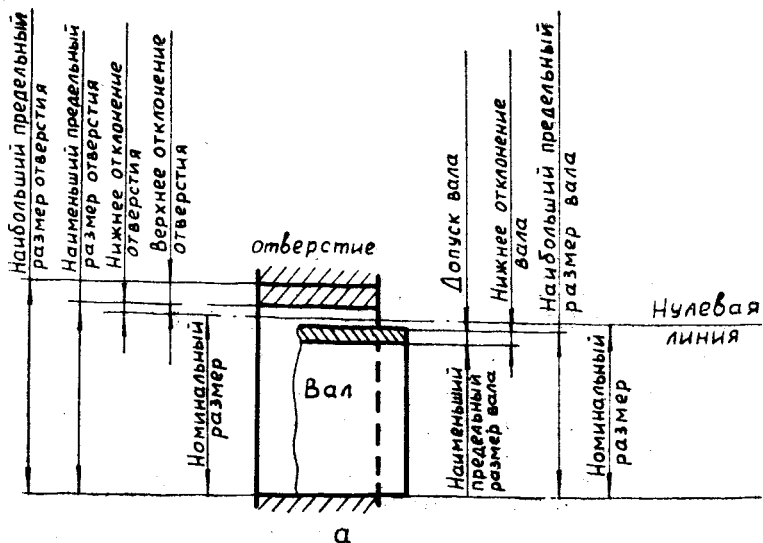 Наибольший предельный
размер отверстия
Наименьший предельный
размер отверстия
Нижнее отклонение
отверстия
Верхнее отклонение
отверстия
отверстие
Допуск вала
Нижнее отклонение
вала
Наибольший предельный
размер вала
Нулевая
линия
Номинальный
размер
Вал
Наименьший
предельный
размер вала
Номинальный
размер
а